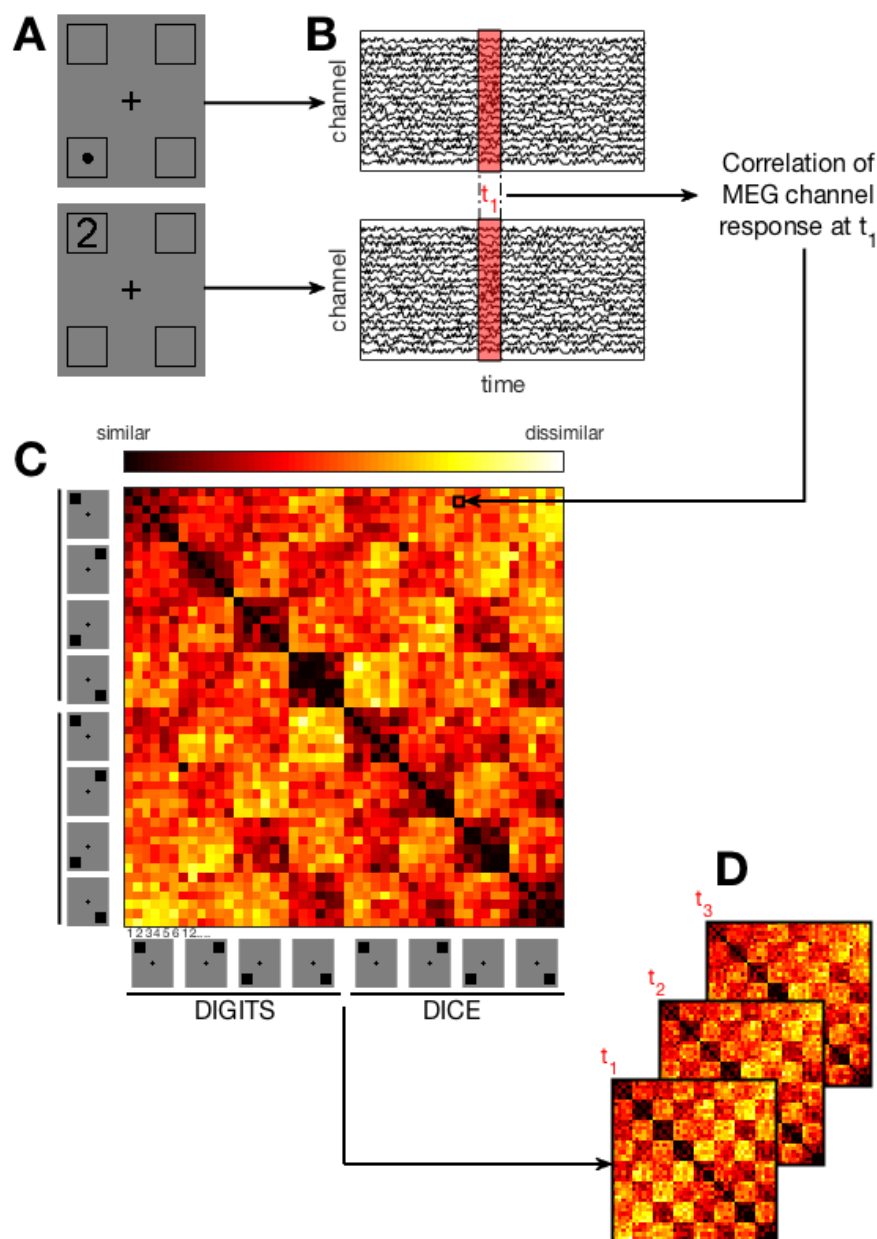 A
B
channel
2
t1
Correlation of
MEG channel
response at t1
channel
time
similar
dissimilar
C
D
t3
1 2 3 4 5 6 1 2.....
DIGITS
DICE
t2
t1